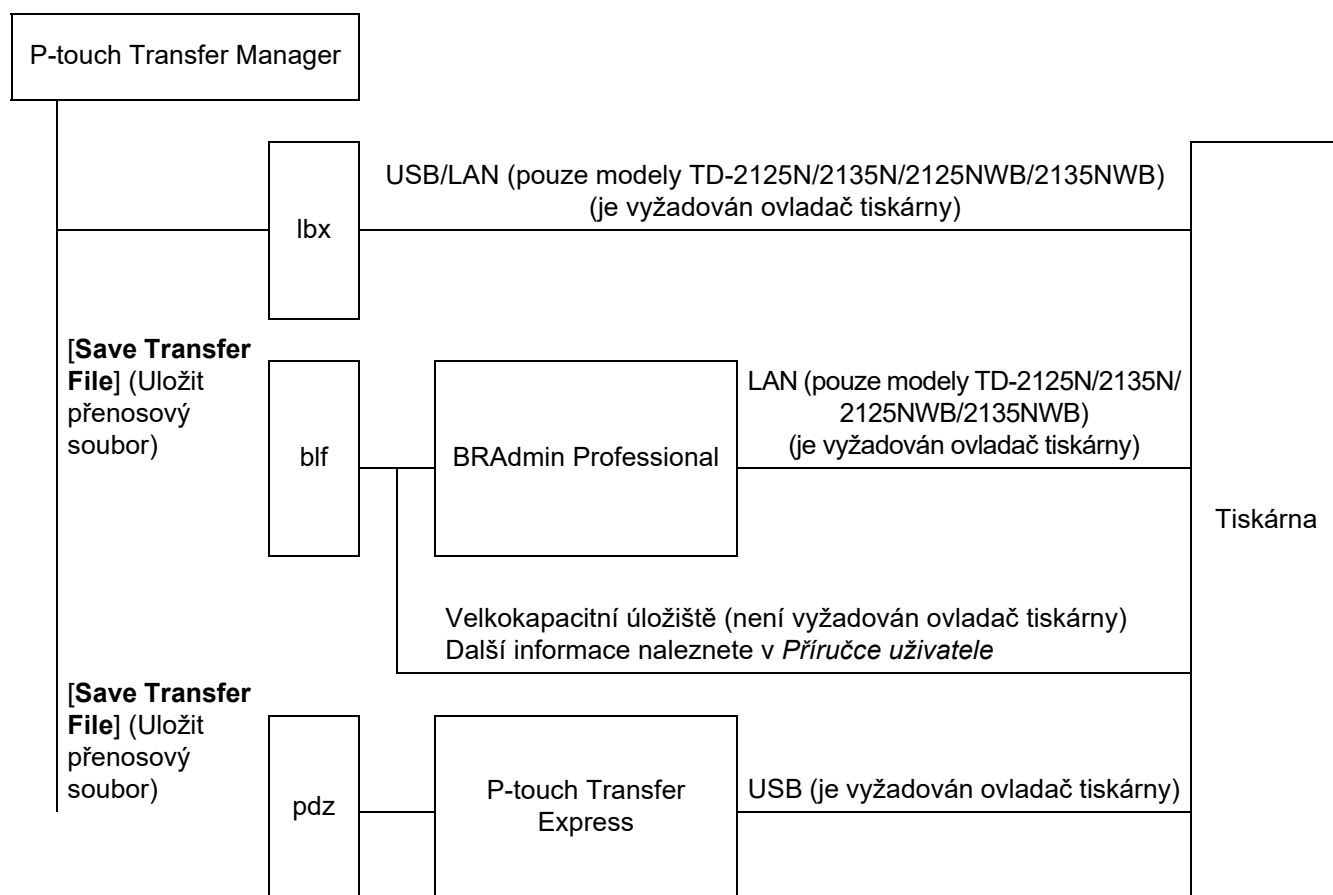 P-touch Transfer Manager
USB/LAN (pouze modely TD-2125N/2135N/2125NWB/2135NWB)
(je vyžadován ovladač tiskárny)
lbx
[Save Transfer
File] (Uložit
přenosový
soubor)
blf
BRAdmin Professional
LAN (pouze modely TD-2125N/2135N/
2125NWB/2135NWB)
(je vyžadován ovladač tiskárny)
Tiskárna
Velkokapacitní úložiště (není vyžadován ovladač tiskárny)
Další informace naleznete v Příručce uživatele
[Save Transfer
File] (Uložit
přenosový
soubor)
pdz
P-touch Transfer
Express
USB (je vyžadován ovladač tiskárny)